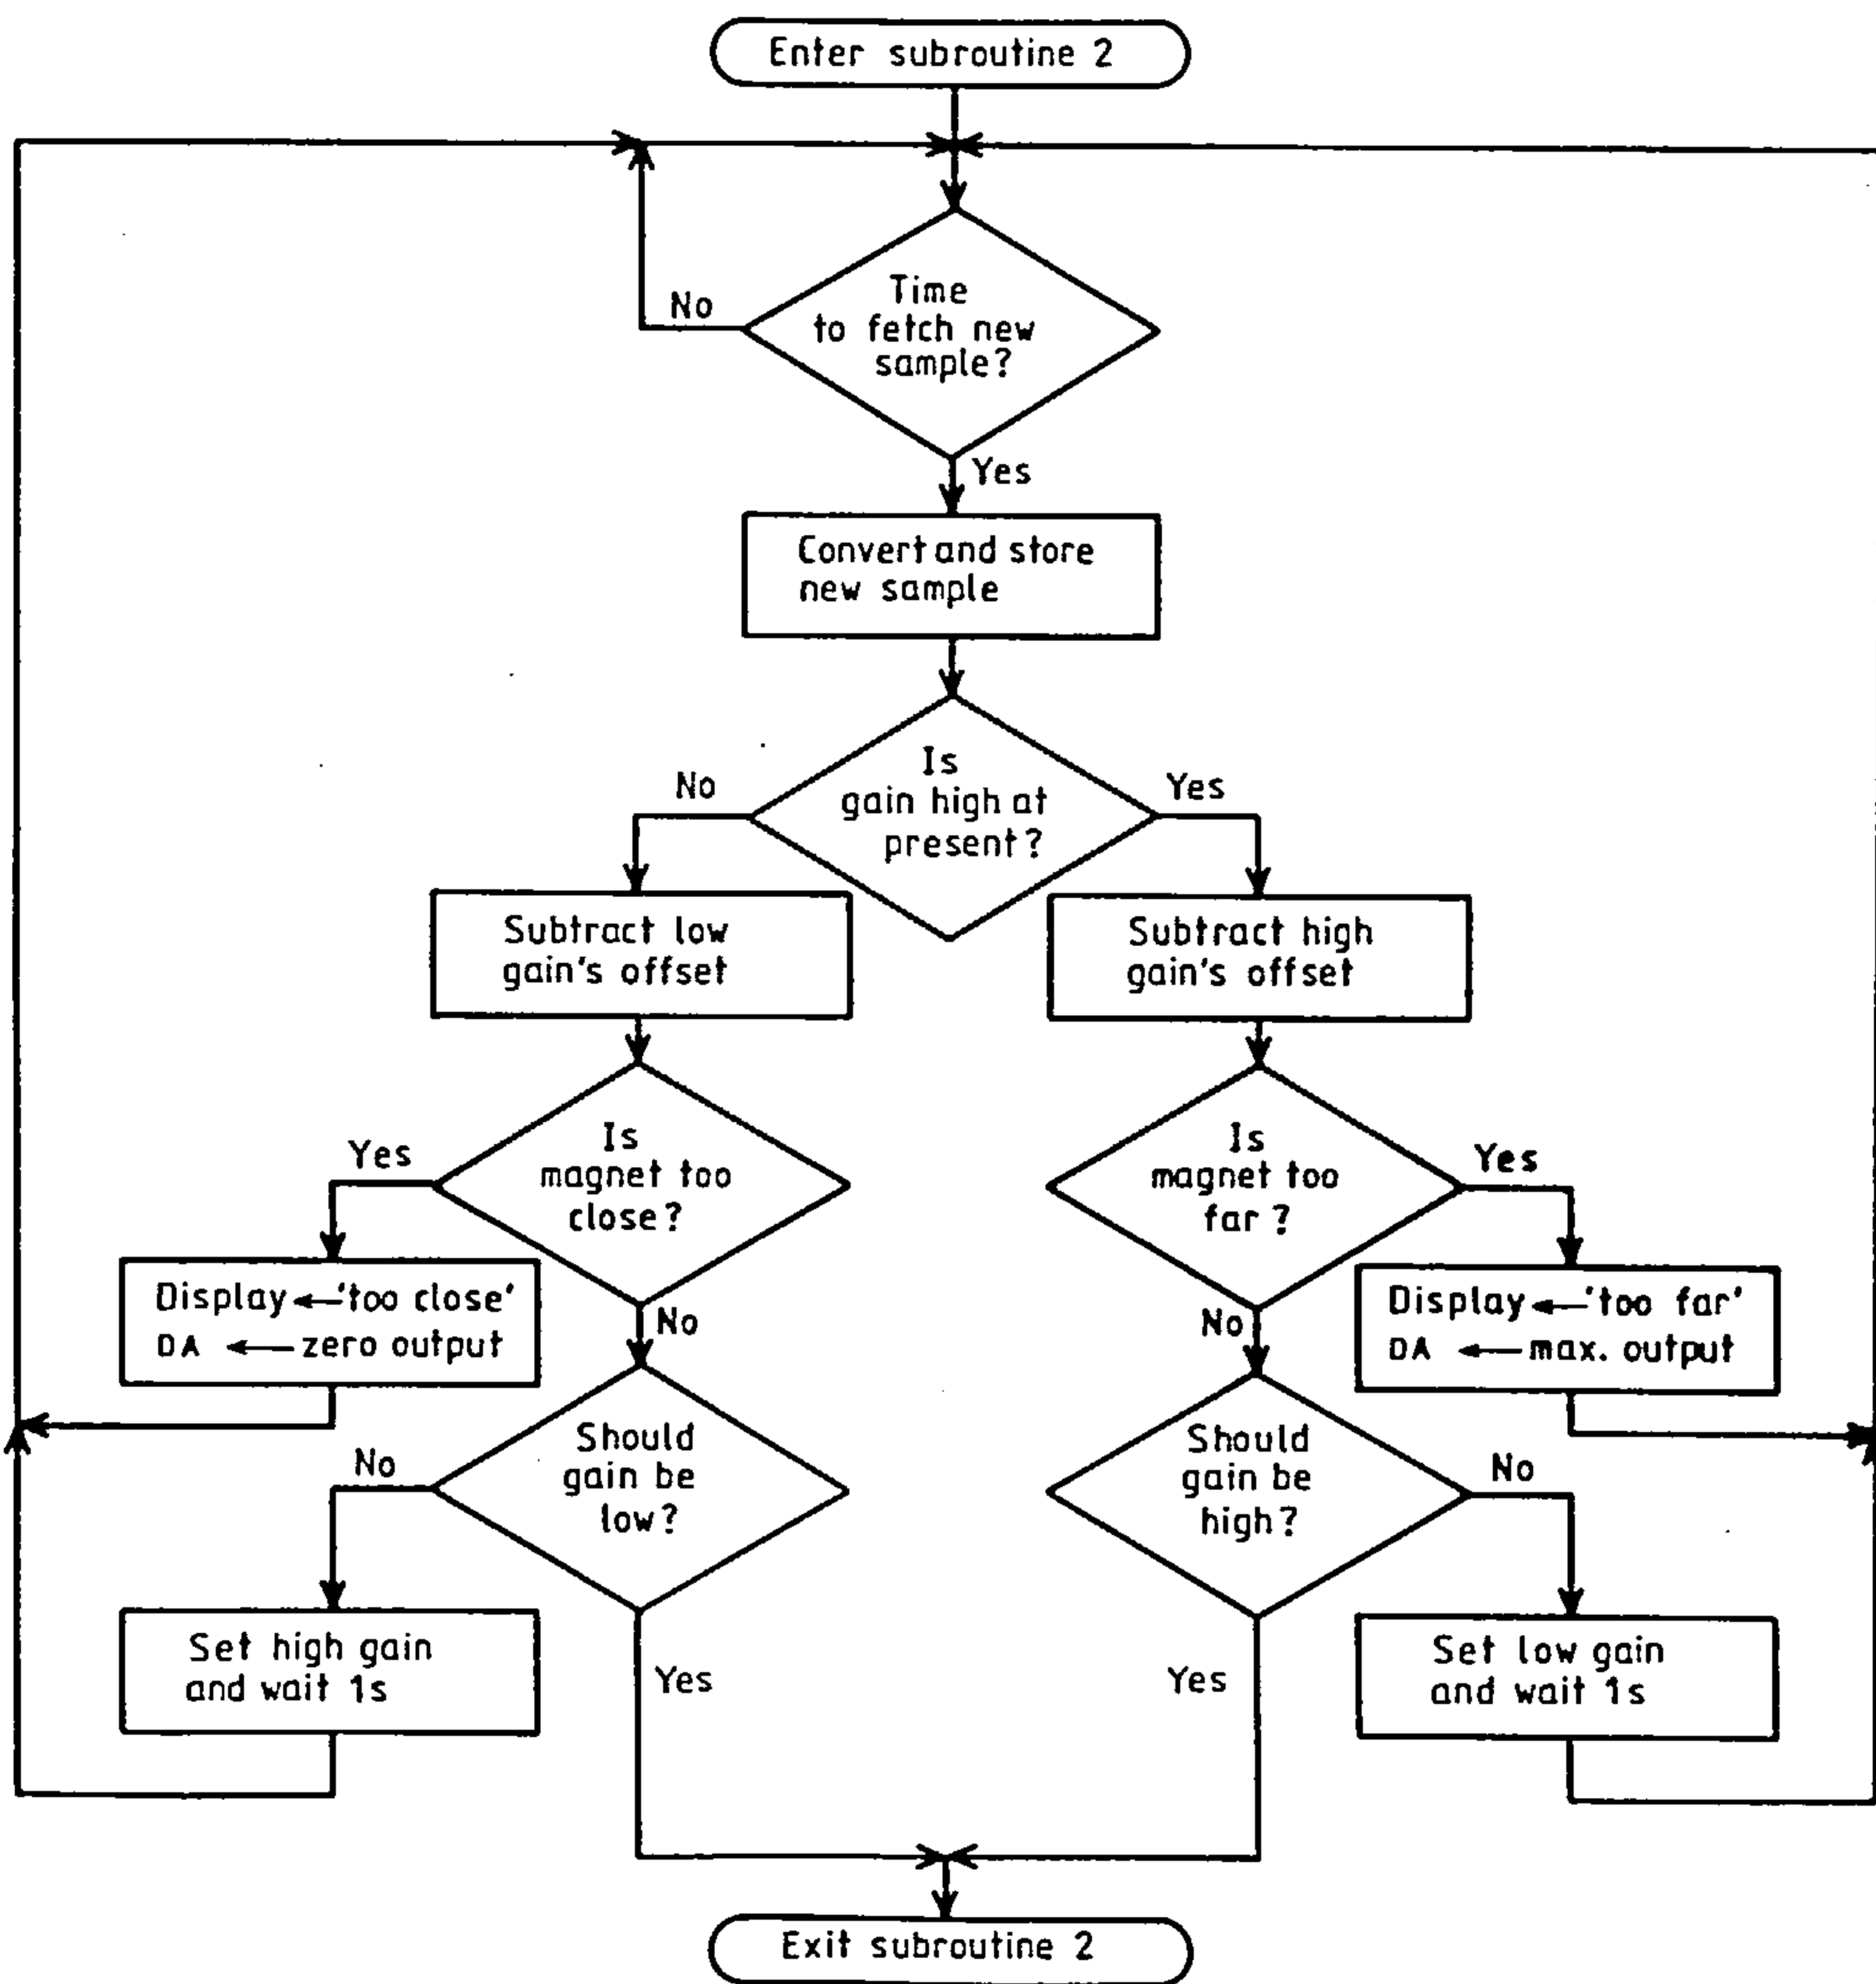 Enter subroutine 2
No
Time
to fetch new
sample?
Yes
Convert and store
new sample
No
Is
gain high at
present?
Yes
Subtract low
gain's offset
Subtract high
gain's offset
Yes
Is
magnet too
close?
Is
magnet too
far?
Yes
Display ← 'too close'
DA ← zero output
No
No
Display ← 'too far'
DA ← max. output
No
Should
gain be
low?
Should
gain be
high?
No
Set high gain
and wait 1s
Yes
Yes
Set low gain
and wait 1s
Exit subroutine 2